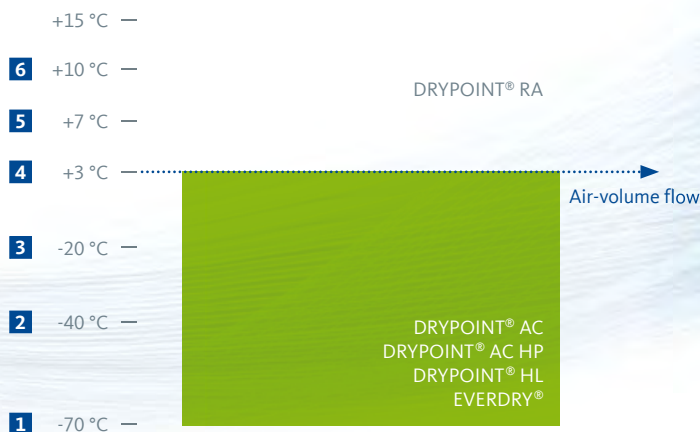 +15 °C
6 +10 °C
DRYPOINT® RA
5 +7 °C
4 +3 °C
Air-volume flow
3 -20 °C
2 -40 °C
DRYPOINT® AC
DRYPOINT® AC HP
DRYPOINT® HL
EVERDRY®
1 -70 °C